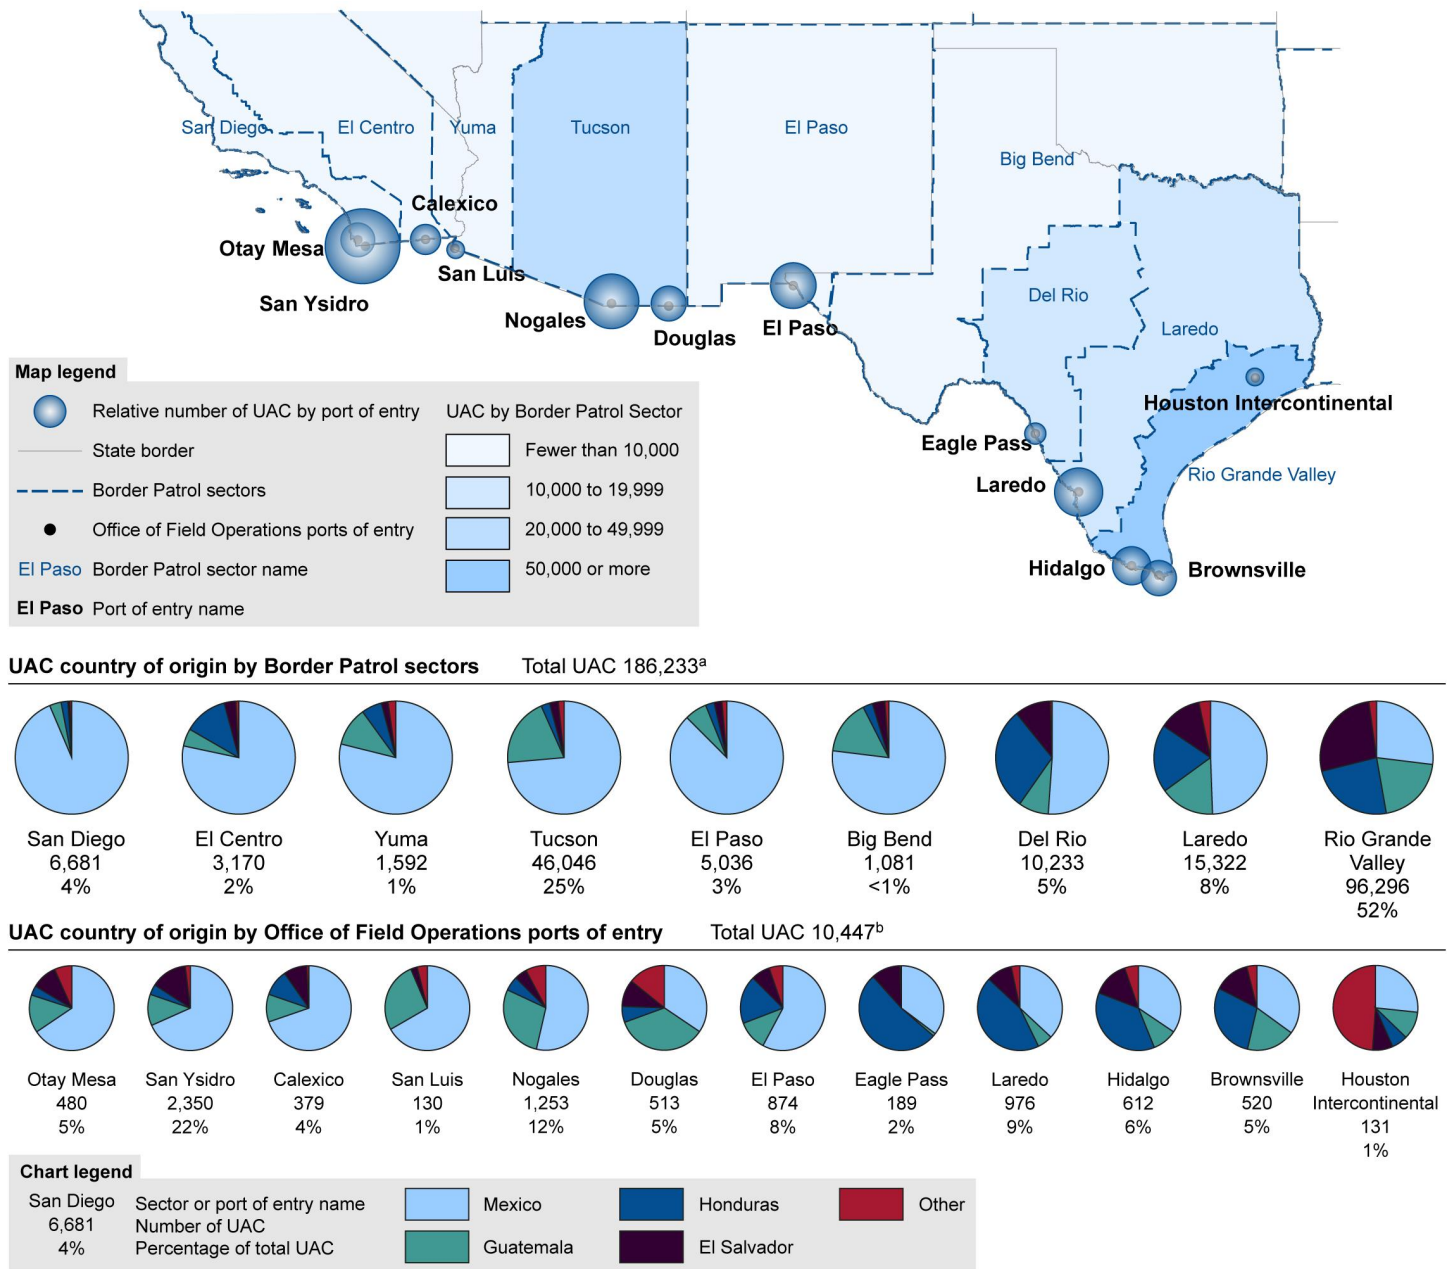 San Diego
El Centro
Yuma
Tucson
El Paso
Big Bend
Del Rio
Laredo
Rio Grande Valley
Otay Mesa
San Ysidro
Calexico
San Luis
Nogales
Douglas
El Paso
Houston Intercontinental
Eagle Pass
Laredo
Hidalgo
Brownsville
Map legend
Relative number of UAC by port of entry
State border
Border Patrol sectors
Office of Field Operations ports of entry
El Paso Border Patrol sector name
El Paso Port of entry name
UAC by Border Patrol Sector
Fewer than 10,000
10,000 to 19,999
20,000 to 49,999
50,000 or more
UAC country of origin by Border Patrol sectors Total UAC 186,233a
San Diego
6,681
4%
El Centro
3,170
2%
Yuma
1,592
1%
Tucson
46,046
25%
El Paso
5,036
3%
Big Bend
1,081
<1%
Del Rio
10,233
5%
Laredo
15,322
8%
Rio Grande
Valley
96,296
52%
UAC country of origin by Office of Field Operations ports of entry Total UAC 10,447b
Otay Mesa
480
5%
San Ysidro
2,350
22%
Calexico
379
4%
San Luis
130
1%
Nogales
1,253
12%
Douglas
513
5%
El Paso
874
8%
Eagle Pass
189
2%
Laredo
976
9%
Hidalgo
612
6%
Brownsville
520
5%
Houston
Intercontinental
131
1%
Chart legend
San Diego Sector or port of entry name
6,681 Number of UAC
4% Percentage of total UAC
Mexico
Guatemala
Honduras
El Salvador
Other